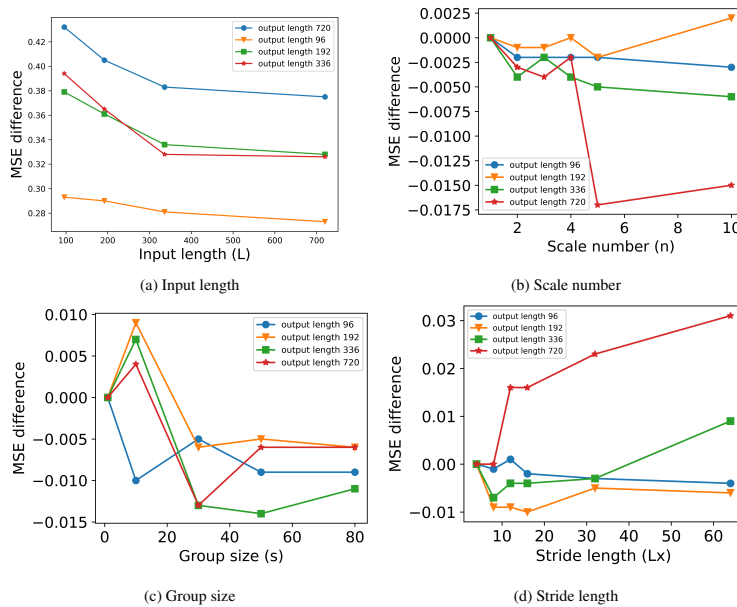 output length 720
output length 96
output length 192
output length 336
0.42
0.40
0.38
0.36
0.34
0.32
0.30
0.28
MSE difference
100 200 300 400 500 600 700
Input length (L)
(a) Input length
0.0025
0.0000
−0.0025
−0.0050
−0.0075
−0.0100
−0.0125
−0.0150
−0.0175
MSE difference
output length 96
output length 192
output length 336
output length 720
2 4 6 8 10
Scale number (n)
(b) Scale number
0.010
0.005
0.000
−0.005
−0.010
−0.015
MSE difference
output length 96
output length 192
output length 336
output length 720
0 20 40 60 80
Group size (s)
(c) Group size
0.03
0.02
0.01
0.00
−0.01
MSE difference
output length 96
output length 192
output length 336
output length 720
10 20 30 40 50 60
Stride length (Lx)
(d) Stride length